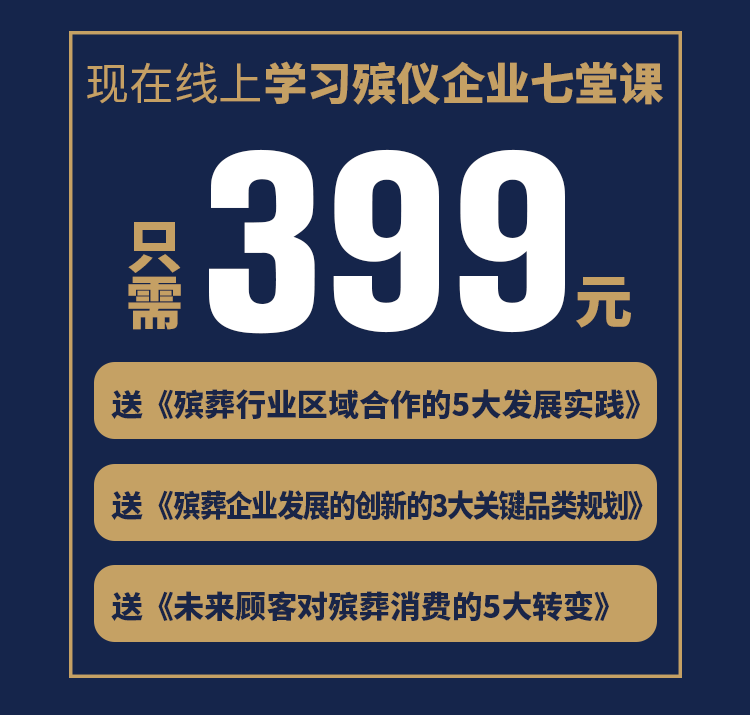 现在线上学习殡仪企业七堂课
只需399元
送《殡葬行业区域合作的5大发展实践》
送《殡葬企业发展的创新的3大关键品类规划》
送《未来顾客对殡葬消费的5大转变》